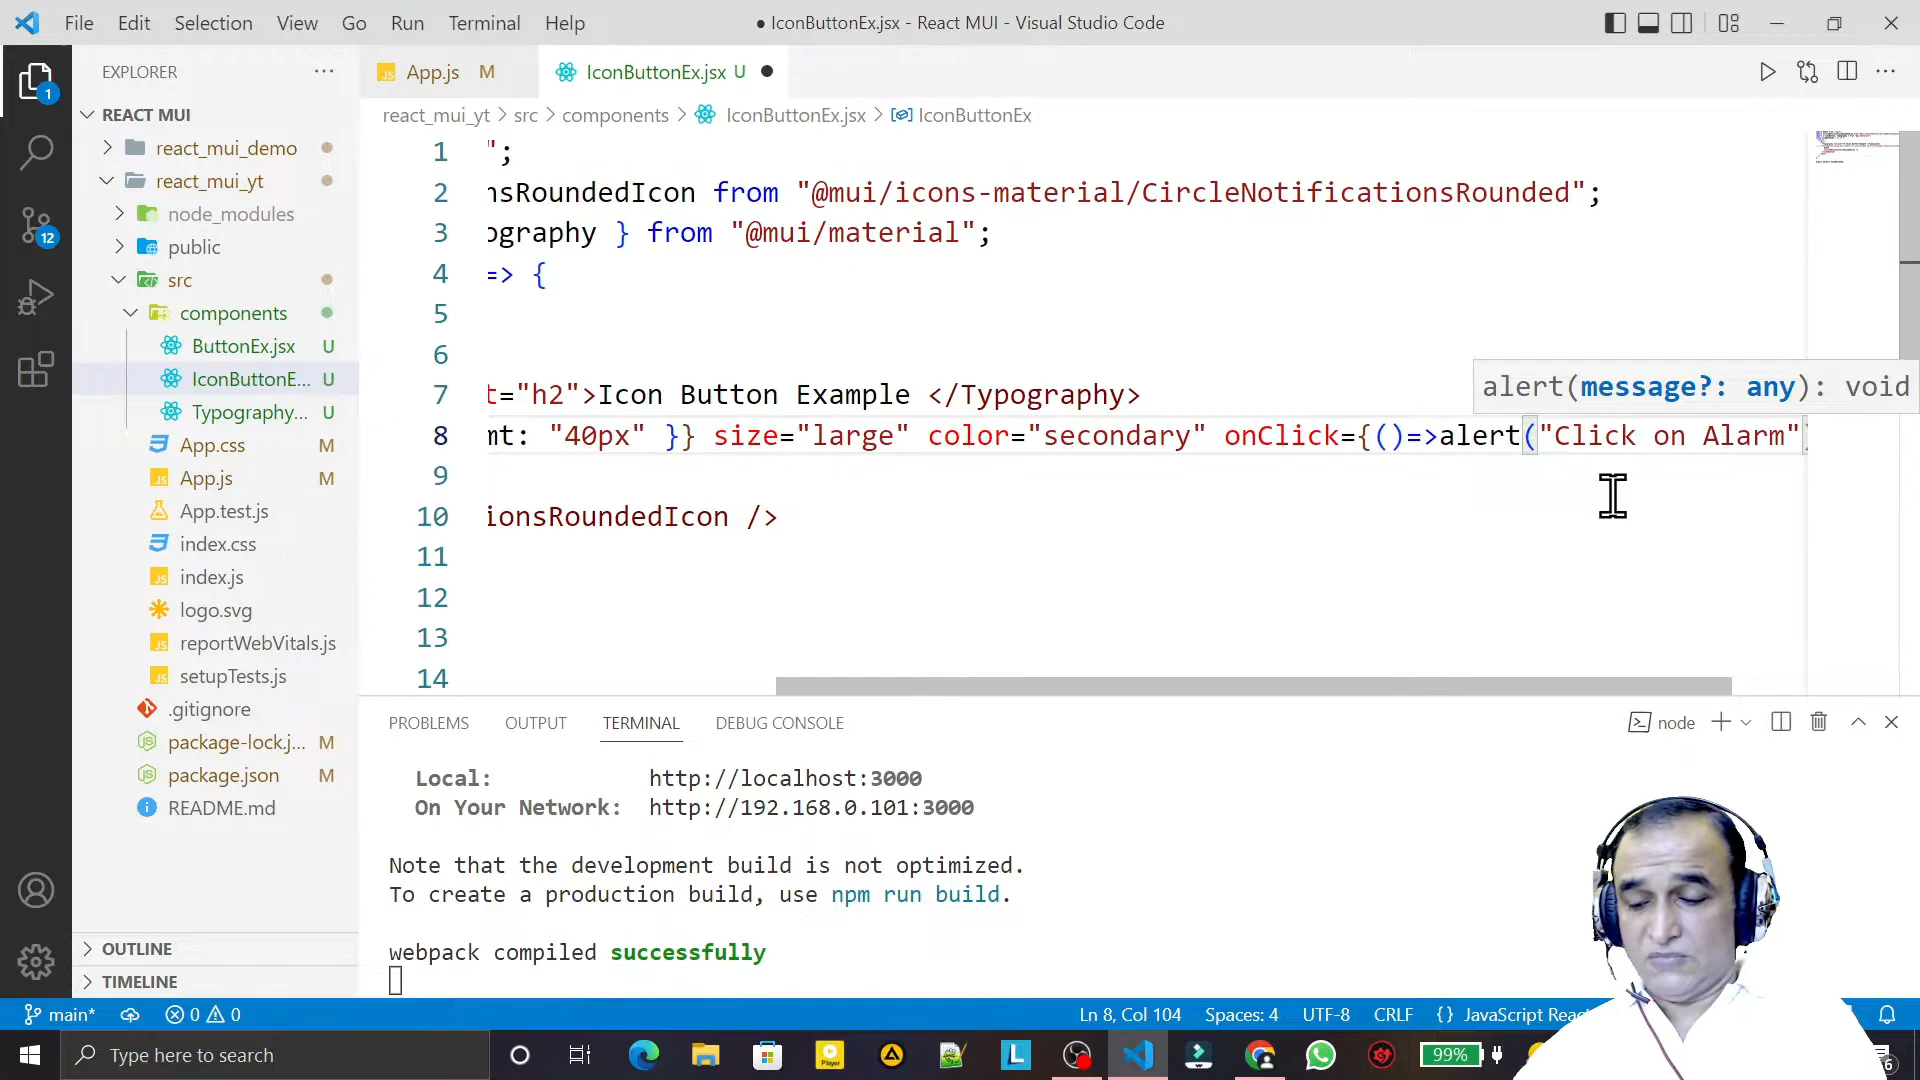 File Edit Selection View Go Run Terminal Help
● IconButtonEx.jsx - React MUI - Visual Studio Code
EXPLORER
App.js M
IconButtonEx.jsx U
REACT MUI
react_mui_demo
react_mui_yt
node_modules
public
src
components
ButtonEx.jsx U
IconButtonE... U
Typography... U
App.css M
App.js M
App.test.js
index.css
index.js
logo.svg
reportWebVitals.js
setupTests.js
.gitignore
package-lock.j... M
package.json M
README.md
OUTLINE
TIMELINE
1
12
react_mui_yt > src > components > IconButtonEx.jsx > IconButtonEx
1 ";
2 nsRoundedIcon from "@mui/icons-material/CircleNotificationsRounded";
3 ography } from "@mui/material";
4 => {
5
6
alert(message?: any): void
7 t="h2">Icon Button Example </Typography>
8 mt: "40px" }} size="large" color="secondary" onClick={()=>alert("Click on Alarm")
9
10 ionsRoundedIcon />
11
12
13
14
PROBLEMS OUTPUT TERMINAL DEBUG CONSOLE
node
Local: http://localhost:3000
On Your Network: http://192.168.0.101:3000
Note that the development build is not optimized.
To create a production build, use npm run build.
webpack compiled successfully
main* 0 0
Ln 8, Col 104 Spaces: 4 UTF-8 CRLF {} JavaScript Reac
Type here to search
Player
L
99%
6